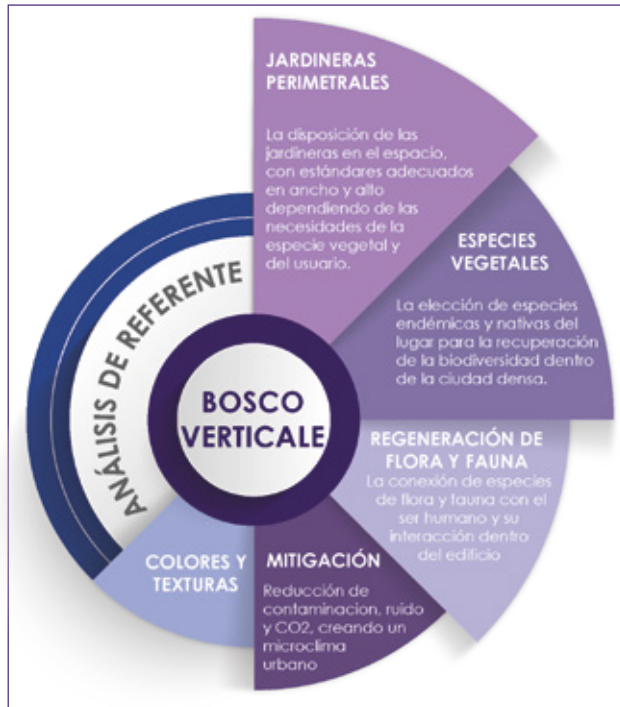 JARDINERAS
PERIMETRALES
La disposición de las
jardineras en el espacio,
con estándares adecuados
en ancho y alto
dependiendo de las
necesidades de la
especie vegetal y
del usuario.
ESPECIES
VEGETALES
La elección de especies
endémicas y nativas del
lugar para la recuperación
de la biodiversidad dentro
de la ciudad densa.
REGENERACIÓN DE
FLORA Y FAUNA
La conexión de especies
de flora y fauna con el
ser humano y su
interacción dentro
del edificio
MITIGACIÓN
Reducción de
contaminacion, ruido
y CO2, creando un
microclima
urbano
COLORES Y
TEXTURAS
ANÁLISIS DE REFERENTE
BOSCO
VERTICALE